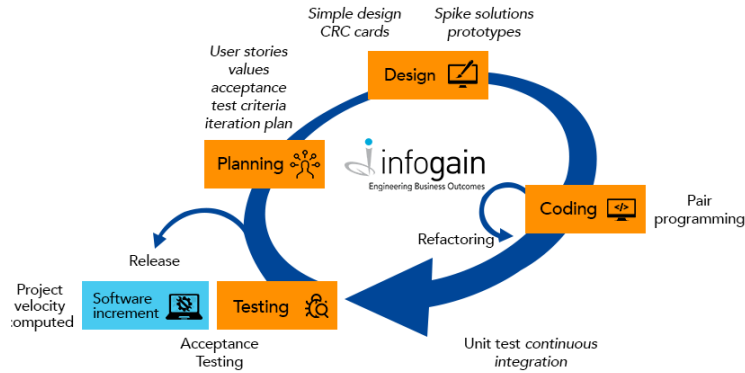 Simple design
CRC cards
Spike solutions
prototypes
User stories
values
acceptance
test criteria
iteration plan
Design
Planning
infogain
Engineering Business Outcomes
Coding
Pair
programming
Refactoring
Release
Project
velocity
computed
Software
increment
Testing
Acceptance
Testing
Unit test continuous
integration